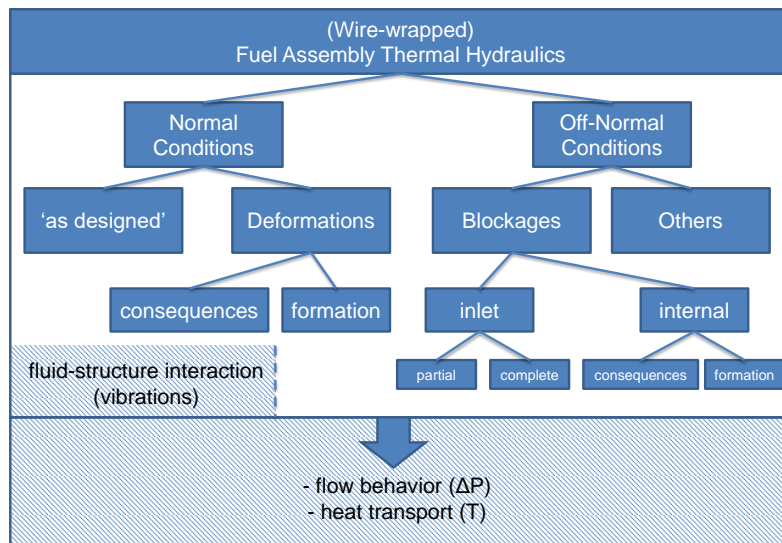 (Wire-wrapped)
Fuel Assembly Thermal Hydraulics
Normal
Conditions
Off-Normal
Conditions
‘as designed’
Deformations
Blockages
Others
consequences
formation
inlet
internal
partial
complete
consequences
formation
fluid-structure interaction
(vibrations)
- flow behavior (ΔP)
- heat transport (T)